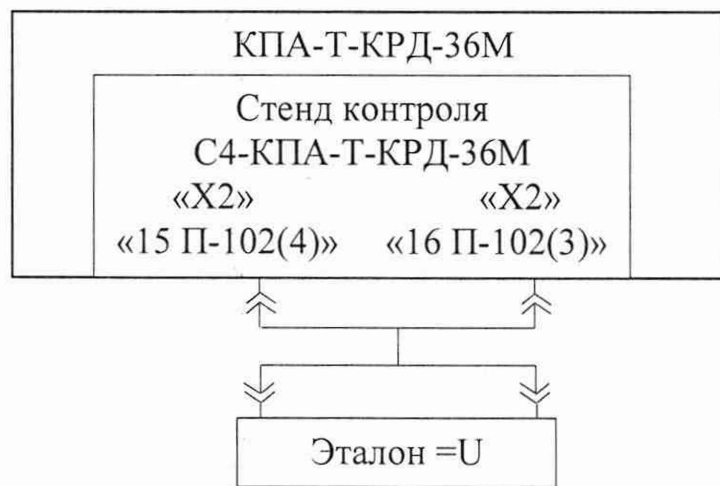 КПА-Т-КРД-36М
Стенд контроля
С4-КПА-Т-КРД-36М
«Х2» «Х2»
«15 П-102(4)» «16 П-102(3)»
Эталон =U